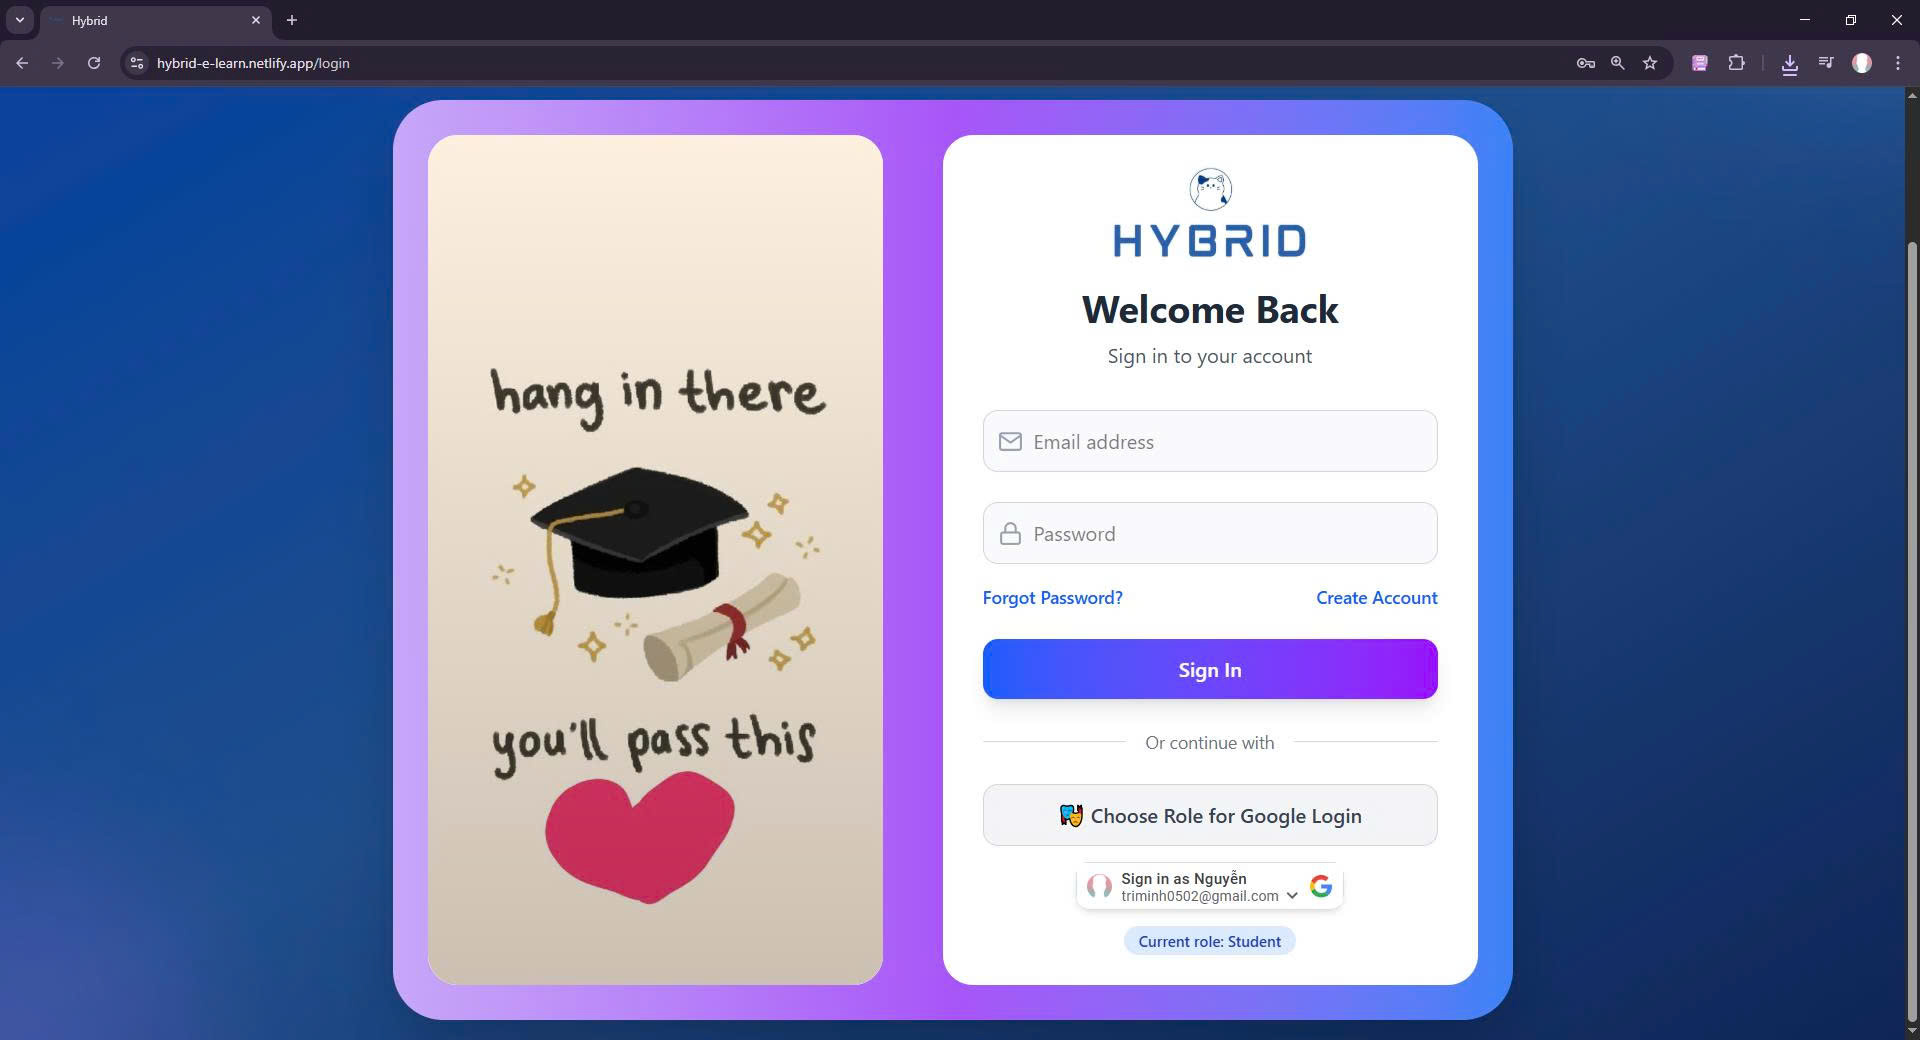 Hybrid
hybrid-e-learn.netlify.app/login
hang in there
you'll pass this
HYBRID
Welcome Back
Sign in to your account
Email address
Password
Forgot Password?
Create Account
Sign In
Or continue with
Choose Role for Google Login
Sign in as Nguyễn
triminh0502@gmail.com
Current role: Student